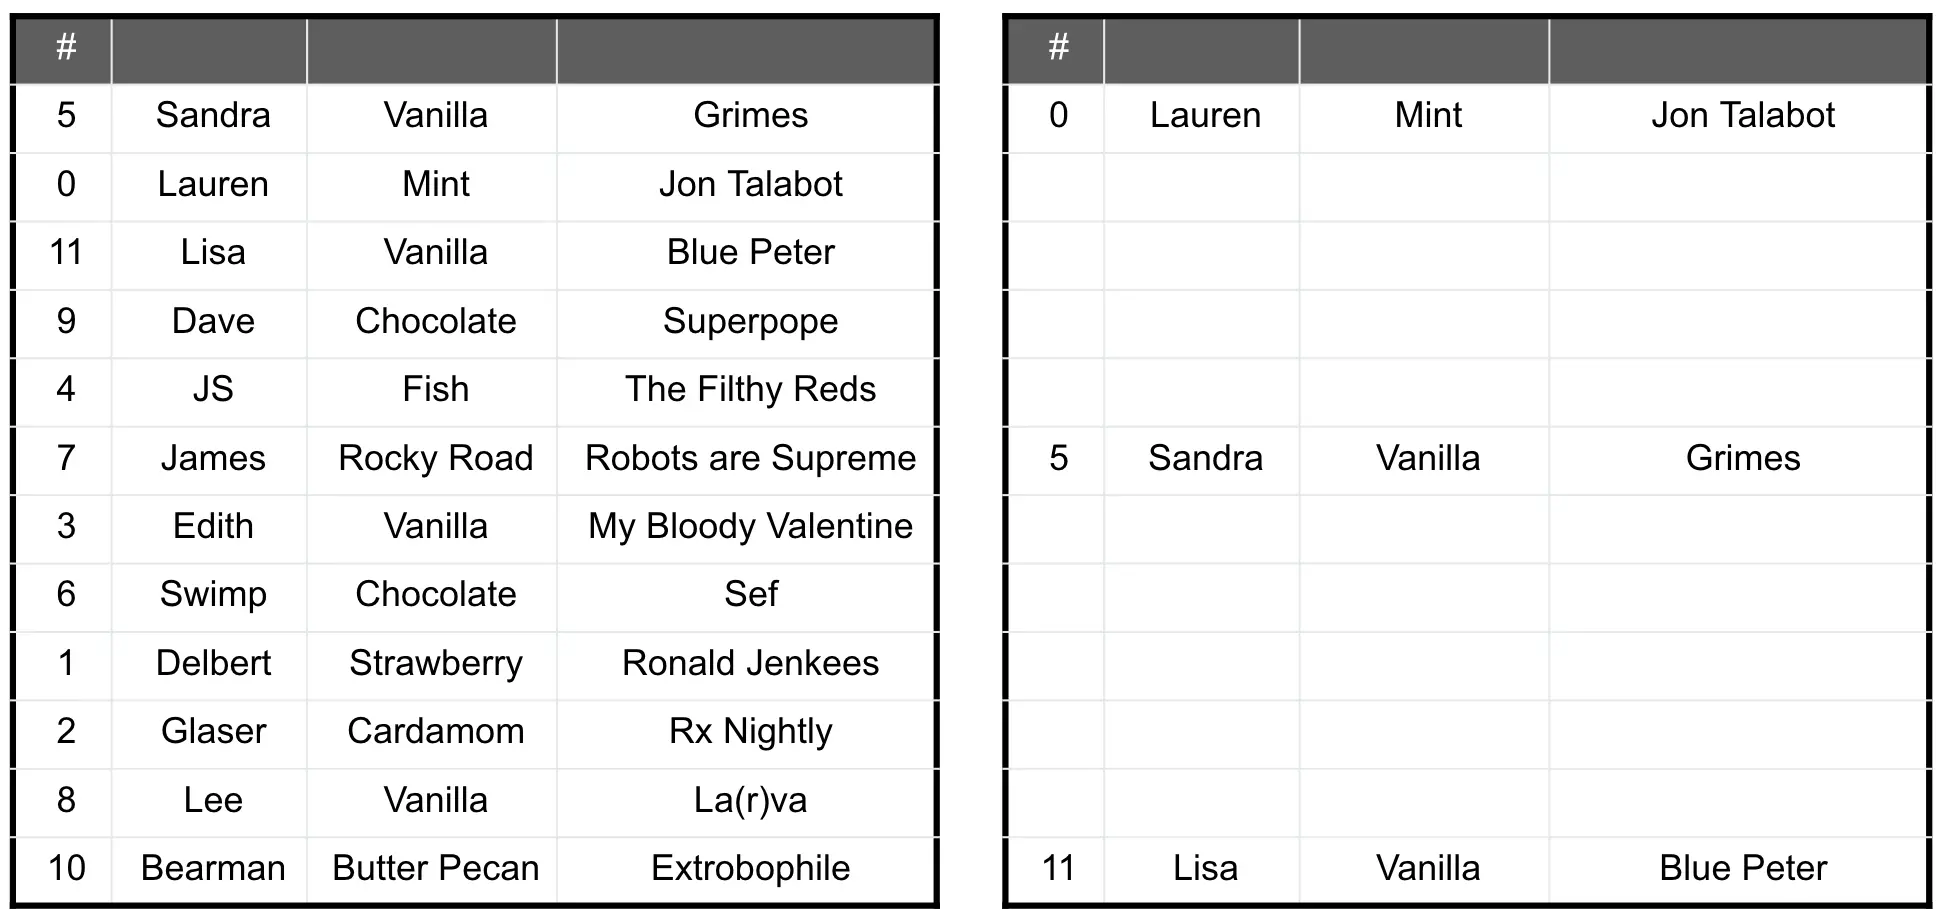 #
5 Sandra Vanilla Grimes
0 Lauren Mint Jon Talabot
11 Lisa Vanilla Blue Peter
9 Dave Chocolate Superpope
4 JS Fish The Filthy Reds
7 James Rocky Road Robots are Supreme
3 Edith Vanilla My Bloody Valentine
6 Swimp Chocolate Sef
1 Delbert Strawberry Ronald Jenkees
2 Glaser Cardamom Rx Nightly
8 Lee Vanilla La(r)va
10 Bearman Butter Pecan Extrobophile
#
0 Lauren Mint Jon Talabot
5 Sandra Vanilla Grimes
11 Lisa Vanilla Blue Peter